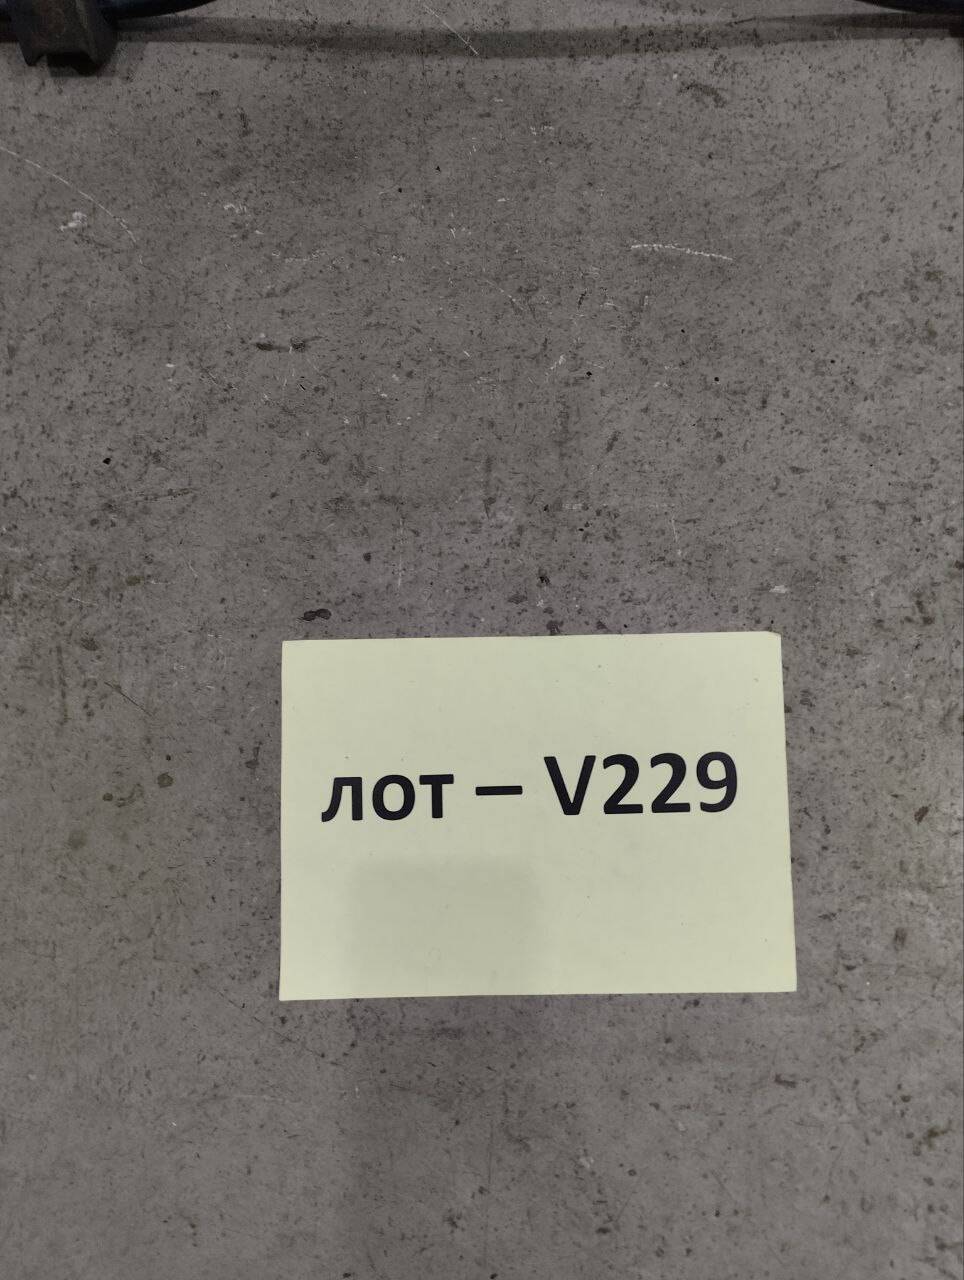 лот – V229